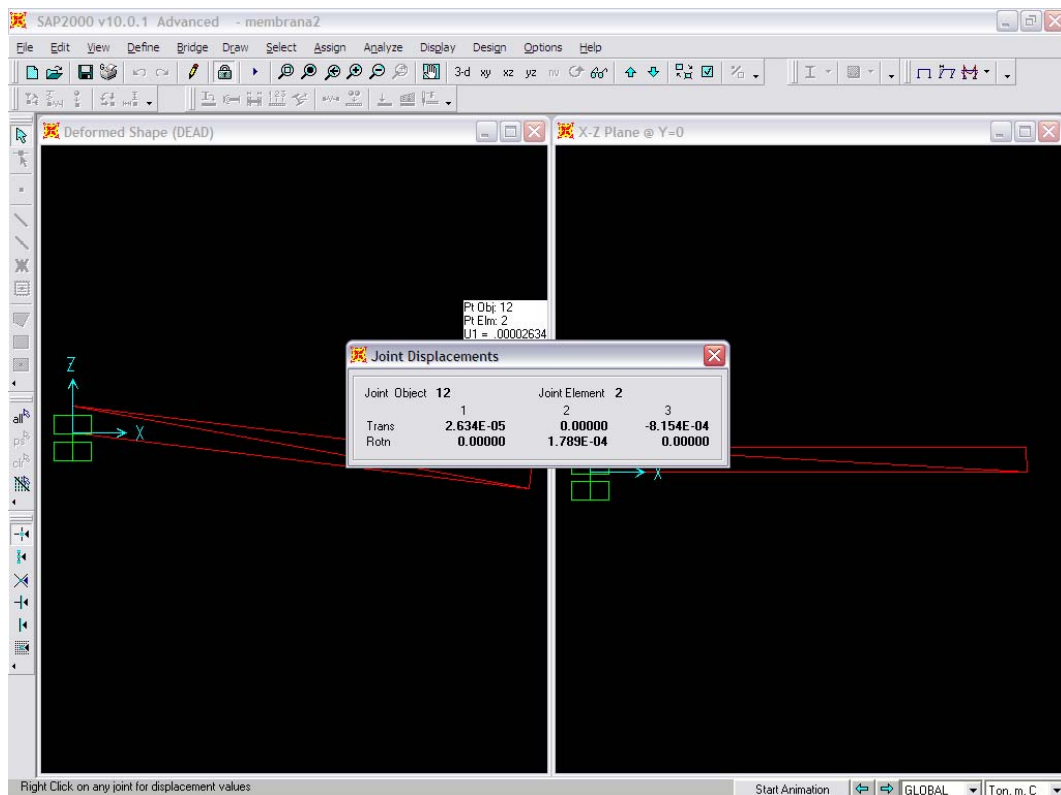 SAP2000 v10.0.1 Advanced - membrana2
File Edit View Define Bridge Draw Select Assign Analyze Display Design Options Help
3-d xy xz yz nv
Deformed Shape (DEAD)
X-Z Plane @ Y=0
all
ps
clr
Pt Obj: 12
Pt Elm: 2
U1 = .00002634
Z
X
Joint Displacements
Joint Object 12 Joint Element 2
1 2 3
Trans 2.634E-05 0.00000 -8.154E-04
Rotn 0.00000 1.789E-04 0.00000
X
Right Click on any joint for displacement values
Start Animation GLOBAL Ton, m, C